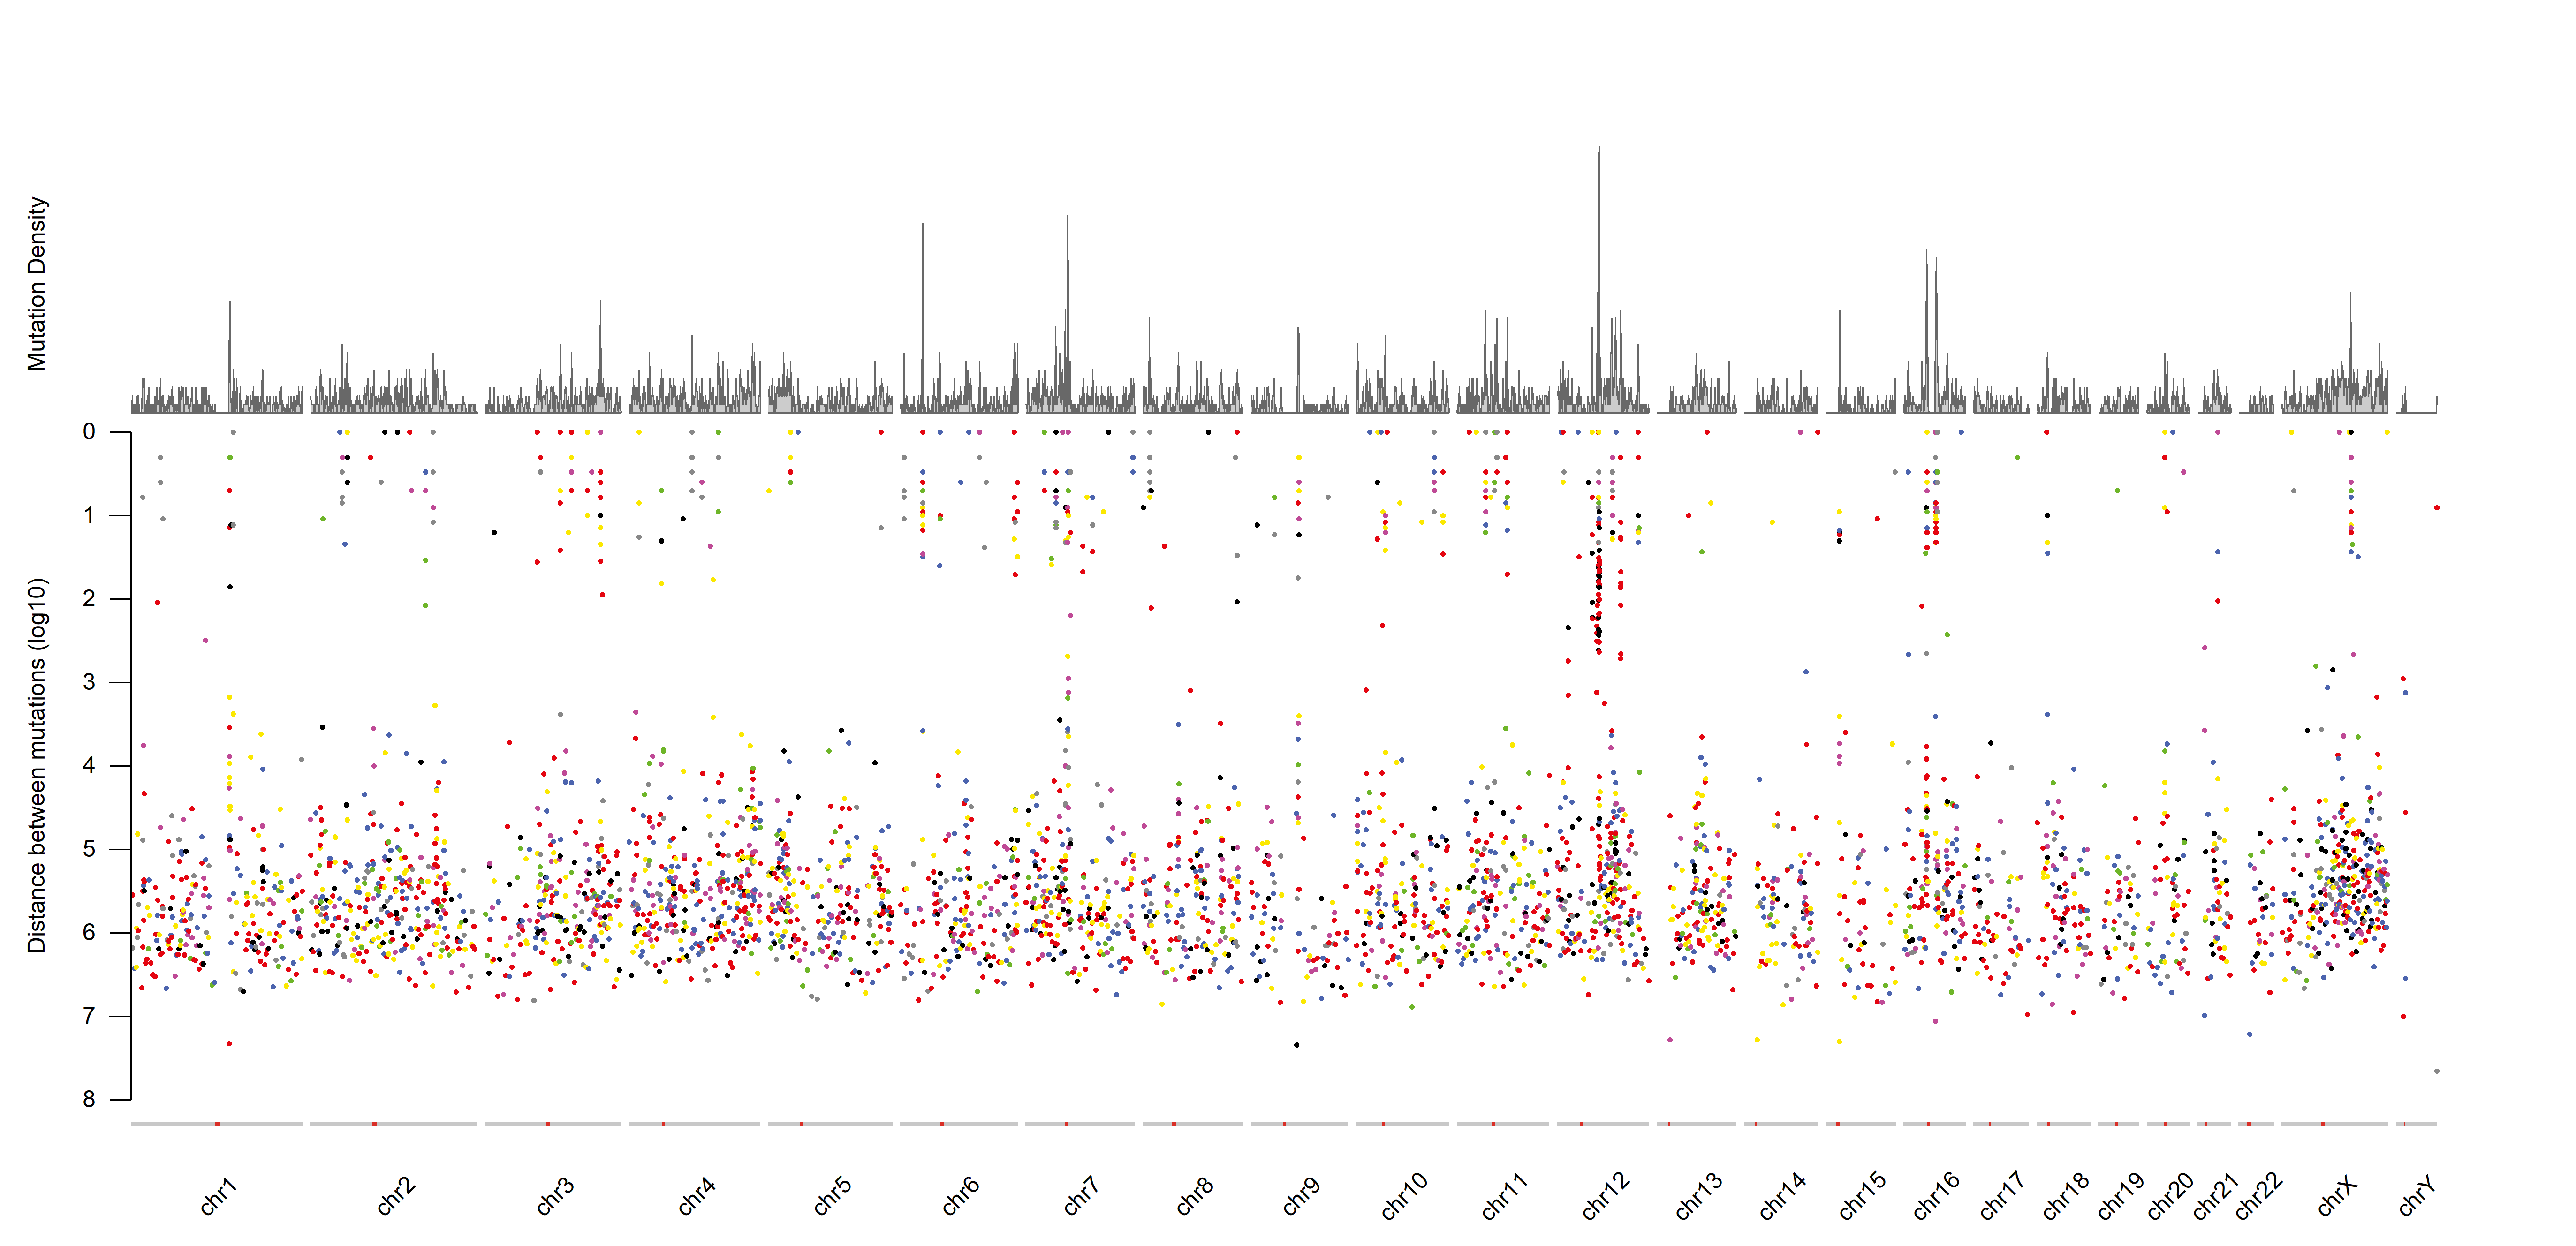 Mutation Density
Distance between mutations (log10)
0
1
2
3
4
5
6
7
8
chr1
chr2
chr3
chr4
chr5
chr6
chr7
chr8
chr9
chr10
chr11
chr12
chr13
chr14
chr15
chr16
chr17
chr18
chr19
chr20
chr21
chr22
chrX
chrY